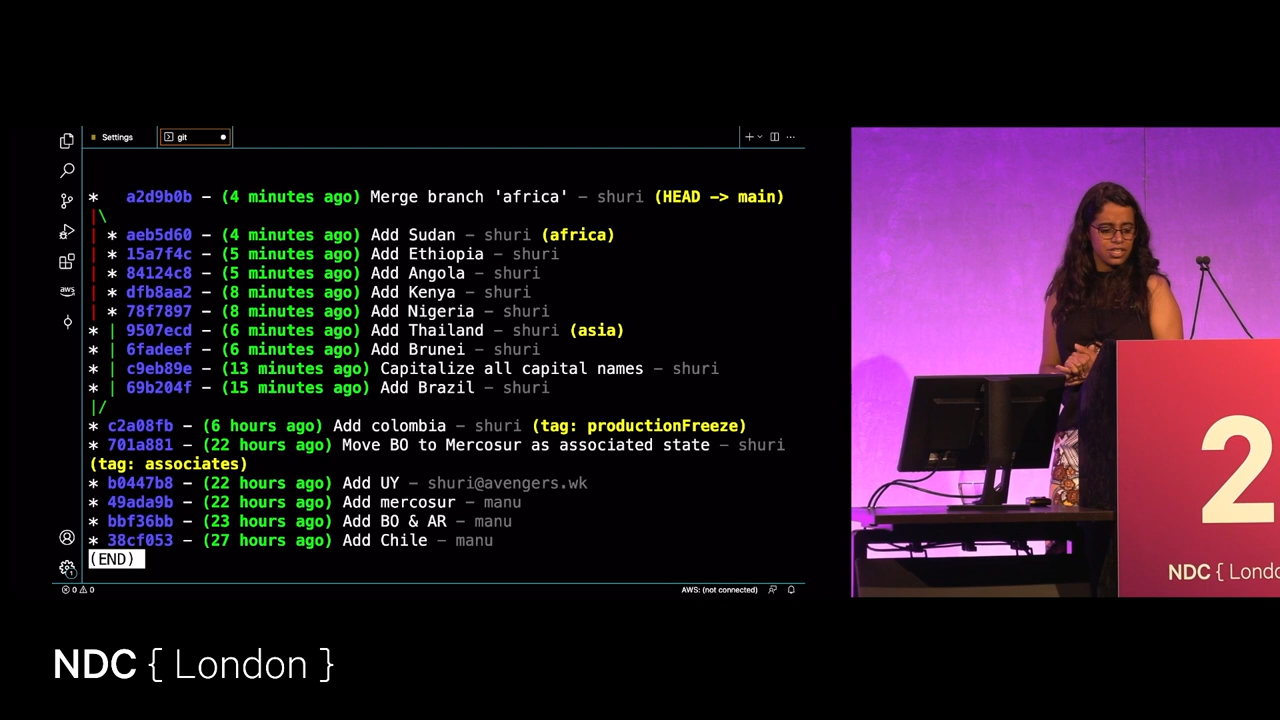 Settings
git
* a2d9b0b - (4 minutes ago) Merge branch 'africa' - shuri (HEAD -> main)
|\
| * aeb5d60 - (4 minutes ago) Add Sudan - shuri (africa)
| * 15a7f4c - (5 minutes ago) Add Ethiopia - shuri
| * 84124c8 - (5 minutes ago) Add Angola - shuri
| * dfb8aa2 - (8 minutes ago) Add Kenya - shuri
| * 78f7897 - (8 minutes ago) Add Nigeria - shuri
* | 9507ecd - (6 minutes ago) Add Thailand - shuri (asia)
* | 6fadeef - (6 minutes ago) Add Brunei - shuri
* | c9eb89e - (13 minutes ago) Capitalize all capital names - shuri
* | 69b204f - (15 minutes ago) Add Brazil - shuri
|/
* c2a08fb - (6 hours ago) Add colombia - shuri (tag: productionFreeze)
* 701a881 - (22 hours ago) Move BO to Mercosur as associated state - shuri
(tag: associates)
* b0447b8 - (22 hours ago) Add UY - shuri@avengers.wk
* 49ada9b - (22 hours ago) Add mercosur - manu
* bbf36bb - (23 hours ago) Add BO & AR - manu
* 38cf053 - (27 hours ago) Add Chile - manu
(END)
aws
1
0 0
AWS: (not connected)
2
NDC { Londo
NDC { London }